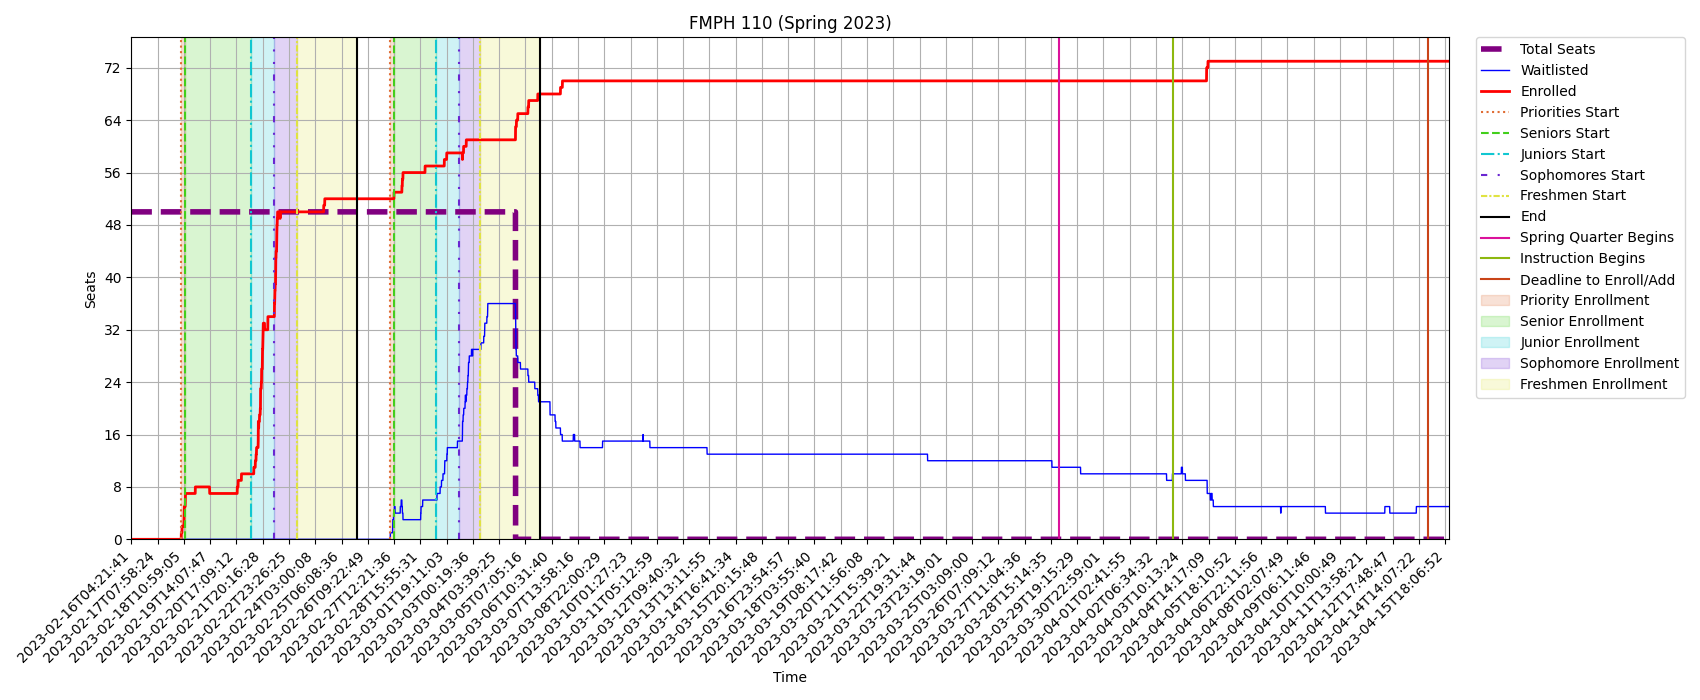 FMPH 110 (Spring 2023)
72
64
56
48
40
32
24
16
8
0
Seats
2023-02-16T04:21:41
2023-02-17T07:58:24
2023-02-18T10:59:05
2023-02-19T14:07:47
2023-02-20T17:09:12
2023-02-21T20:16:28
2023-02-22T23:26:25
2023-02-24T03:00:08
2023-02-25T06:08:36
2023-02-26T09:22:49
2023-02-27T12:21:36
2023-02-28T15:55:31
2023-03-01T19:11:03
2023-03-03T00:19:36
2023-03-04T03:39:25
2023-03-05T07:05:16
2023-03-06T10:31:40
2023-03-07T13:58:16
2023-03-08T22:00:29
2023-03-10T01:27:23
2023-03-11T05:12:59
2023-03-12T09:40:32
2023-03-13T13:11:55
2023-03-14T16:41:34
2023-03-15T20:15:48
2023-03-16T23:54:57
2023-03-18T03:55:40
2023-03-19T08:17:42
2023-03-20T11:56:08
2023-03-21T15:39:21
2023-03-22T19:31:44
2023-03-23T23:19:01
2023-03-25T03:09:00
2023-03-26T07:09:12
2023-03-27T11:04:36
2023-03-28T15:14:35
2023-03-29T19:15:29
2023-03-30T22:59:01
2023-04-01T02:41:55
2023-04-02T06:34:32
2023-04-03T10:13:24
2023-04-04T14:17:09
2023-04-05T18:10:52
2023-04-06T22:11:56
2023-04-08T02:07:49
2023-04-09T06:11:46
2023-04-10T10:00:49
2023-04-11T13:58:21
2023-04-12T17:48:47
2023-04-14T14:07:22
2023-04-15T18:06:52
Time
Total Seats
Waitlisted
Enrolled
Priorities Start
Seniors Start
Juniors Start
Sophomores Start
Freshmen Start
End
Spring Quarter Begins
Instruction Begins
Deadline to Enroll/Add
Priority Enrollment
Senior Enrollment
Junior Enrollment
Sophomore Enrollment
Freshmen Enrollment